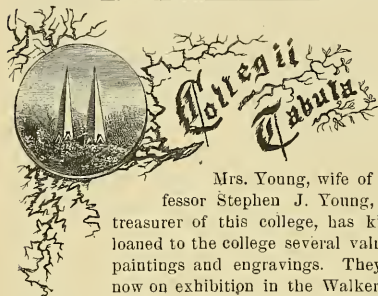 Collegii
Tabula
Mrs. Young, wife of
fessor Stephen J. Young,
treasurer of this college, has k
loaned to the college several valu
paintings and engravings. They
now on exhibition in the Walker